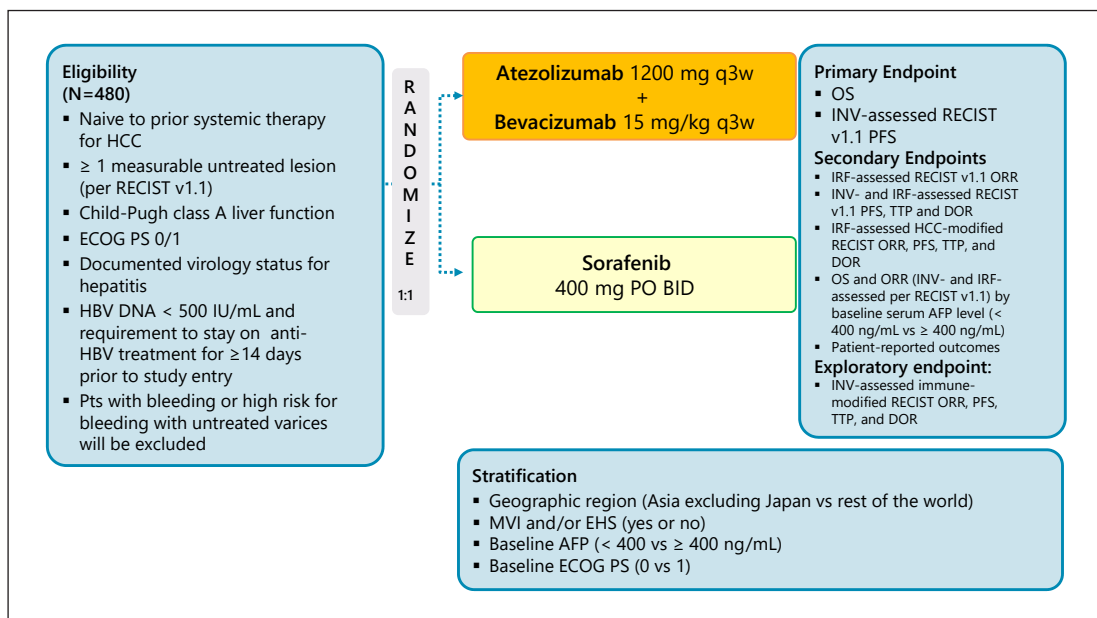 Eligibility
(N=480)
▪ Naive to prior systemic therapy
for HCC
▪ ≥ 1 measurable untreated lesion
(per RECIST v1.1)
▪ Child-Pugh class A liver function
▪ ECOG PS 0/1
▪ Documented virology status for
hepatitis
▪ HBV DNA < 500 IU/mL and
requirement to stay on anti-
HBV treatment for ≥14 days
prior to study entry
▪ Pts with bleeding or high risk for
bleeding with untreated varices
will be excluded
R
A
N
D
O
M
I
Z
E
1:1
Atezolizumab 1200 mg q3w
+
Bevacizumab 15 mg/kg q3w
Sorafenib
400 mg PO BID
Primary Endpoint
▪ OS
▪ INV-assessed RECIST
v1.1 PFS
Secondary Endpoints
▪ IRF-assessed RECIST v1.1 ORR
▪ INV- and IRF-assessed RECIST
v1.1 PFS, TTP and DOR
▪ IRF-assessed HCC-modified
RECIST ORR, PFS, TTP, and
DOR
▪ OS and ORR (INV- and IRF-
assessed per RECIST v1.1) by
baseline serum AFP level (<
400 ng/mL vs ≥ 400 ng/mL)
▪ Patient-reported outcomes
Exploratory endpoint:
▪ INV-assessed immune-
modified RECIST ORR, PFS,
TTP, and DOR
Stratification
▪ Geographic region (Asia excluding Japan vs rest of the world)
▪ MVI and/or EHS (yes or no)
▪ Baseline AFP (< 400 vs ≥ 400 ng/mL)
▪ Baseline ECOG PS (0 vs 1)